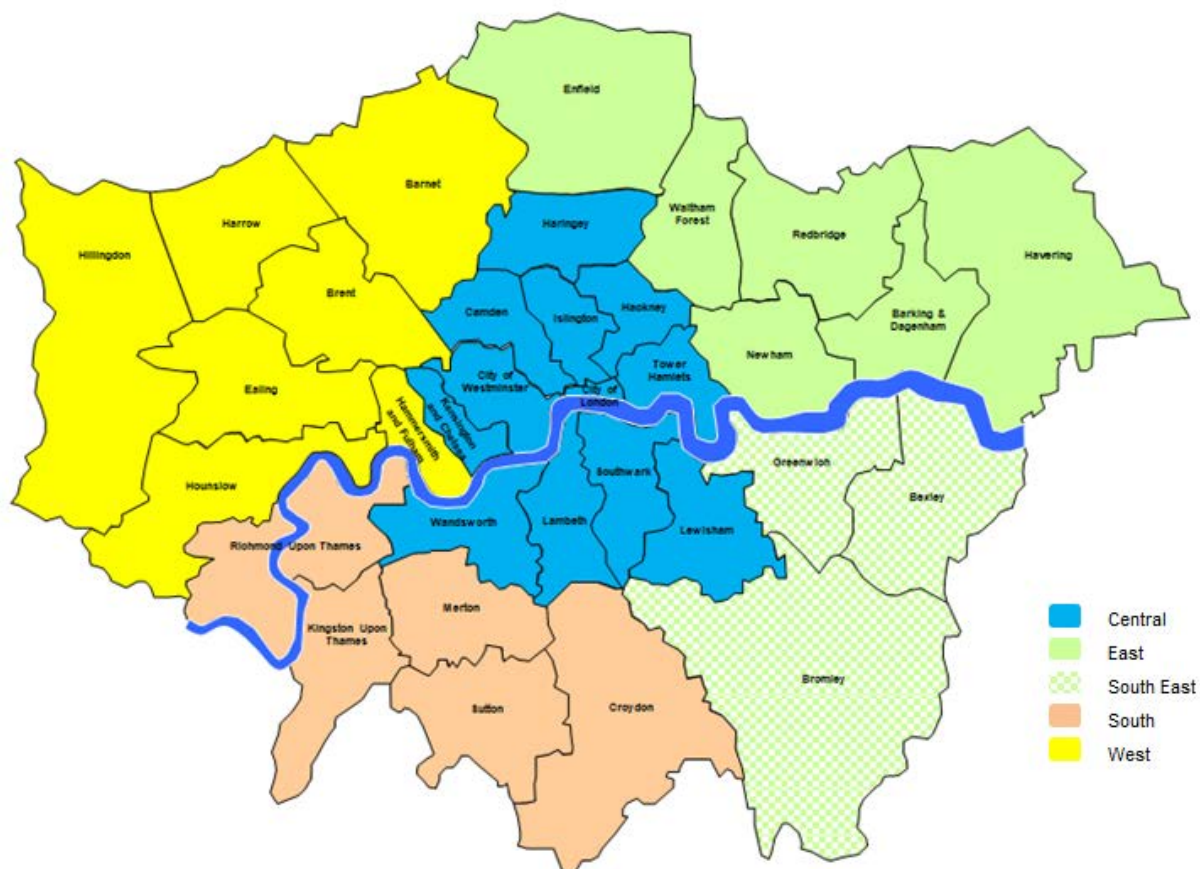 Enfield
Barnet
Waltham
Forest
Haringey
Harrow
Redbridge
Hillingdon
Havering
Brent
Hackney
Camden
Islington
Barking &
Dagenham
Newham
Tower
Hamlets
City of
Westminster
Ealing
City of
London
Hammersmith
and Fulham
Kensington
and Chelsea
Greenwich
Southwark
Hounslow
Bexley
Wandsworth
Lambeth
Lewisham
Richmond Upon Thames
Merton
Kingston Upon
Thames
Bromley
Sutton
Croydon
Central
East
South East
South
West